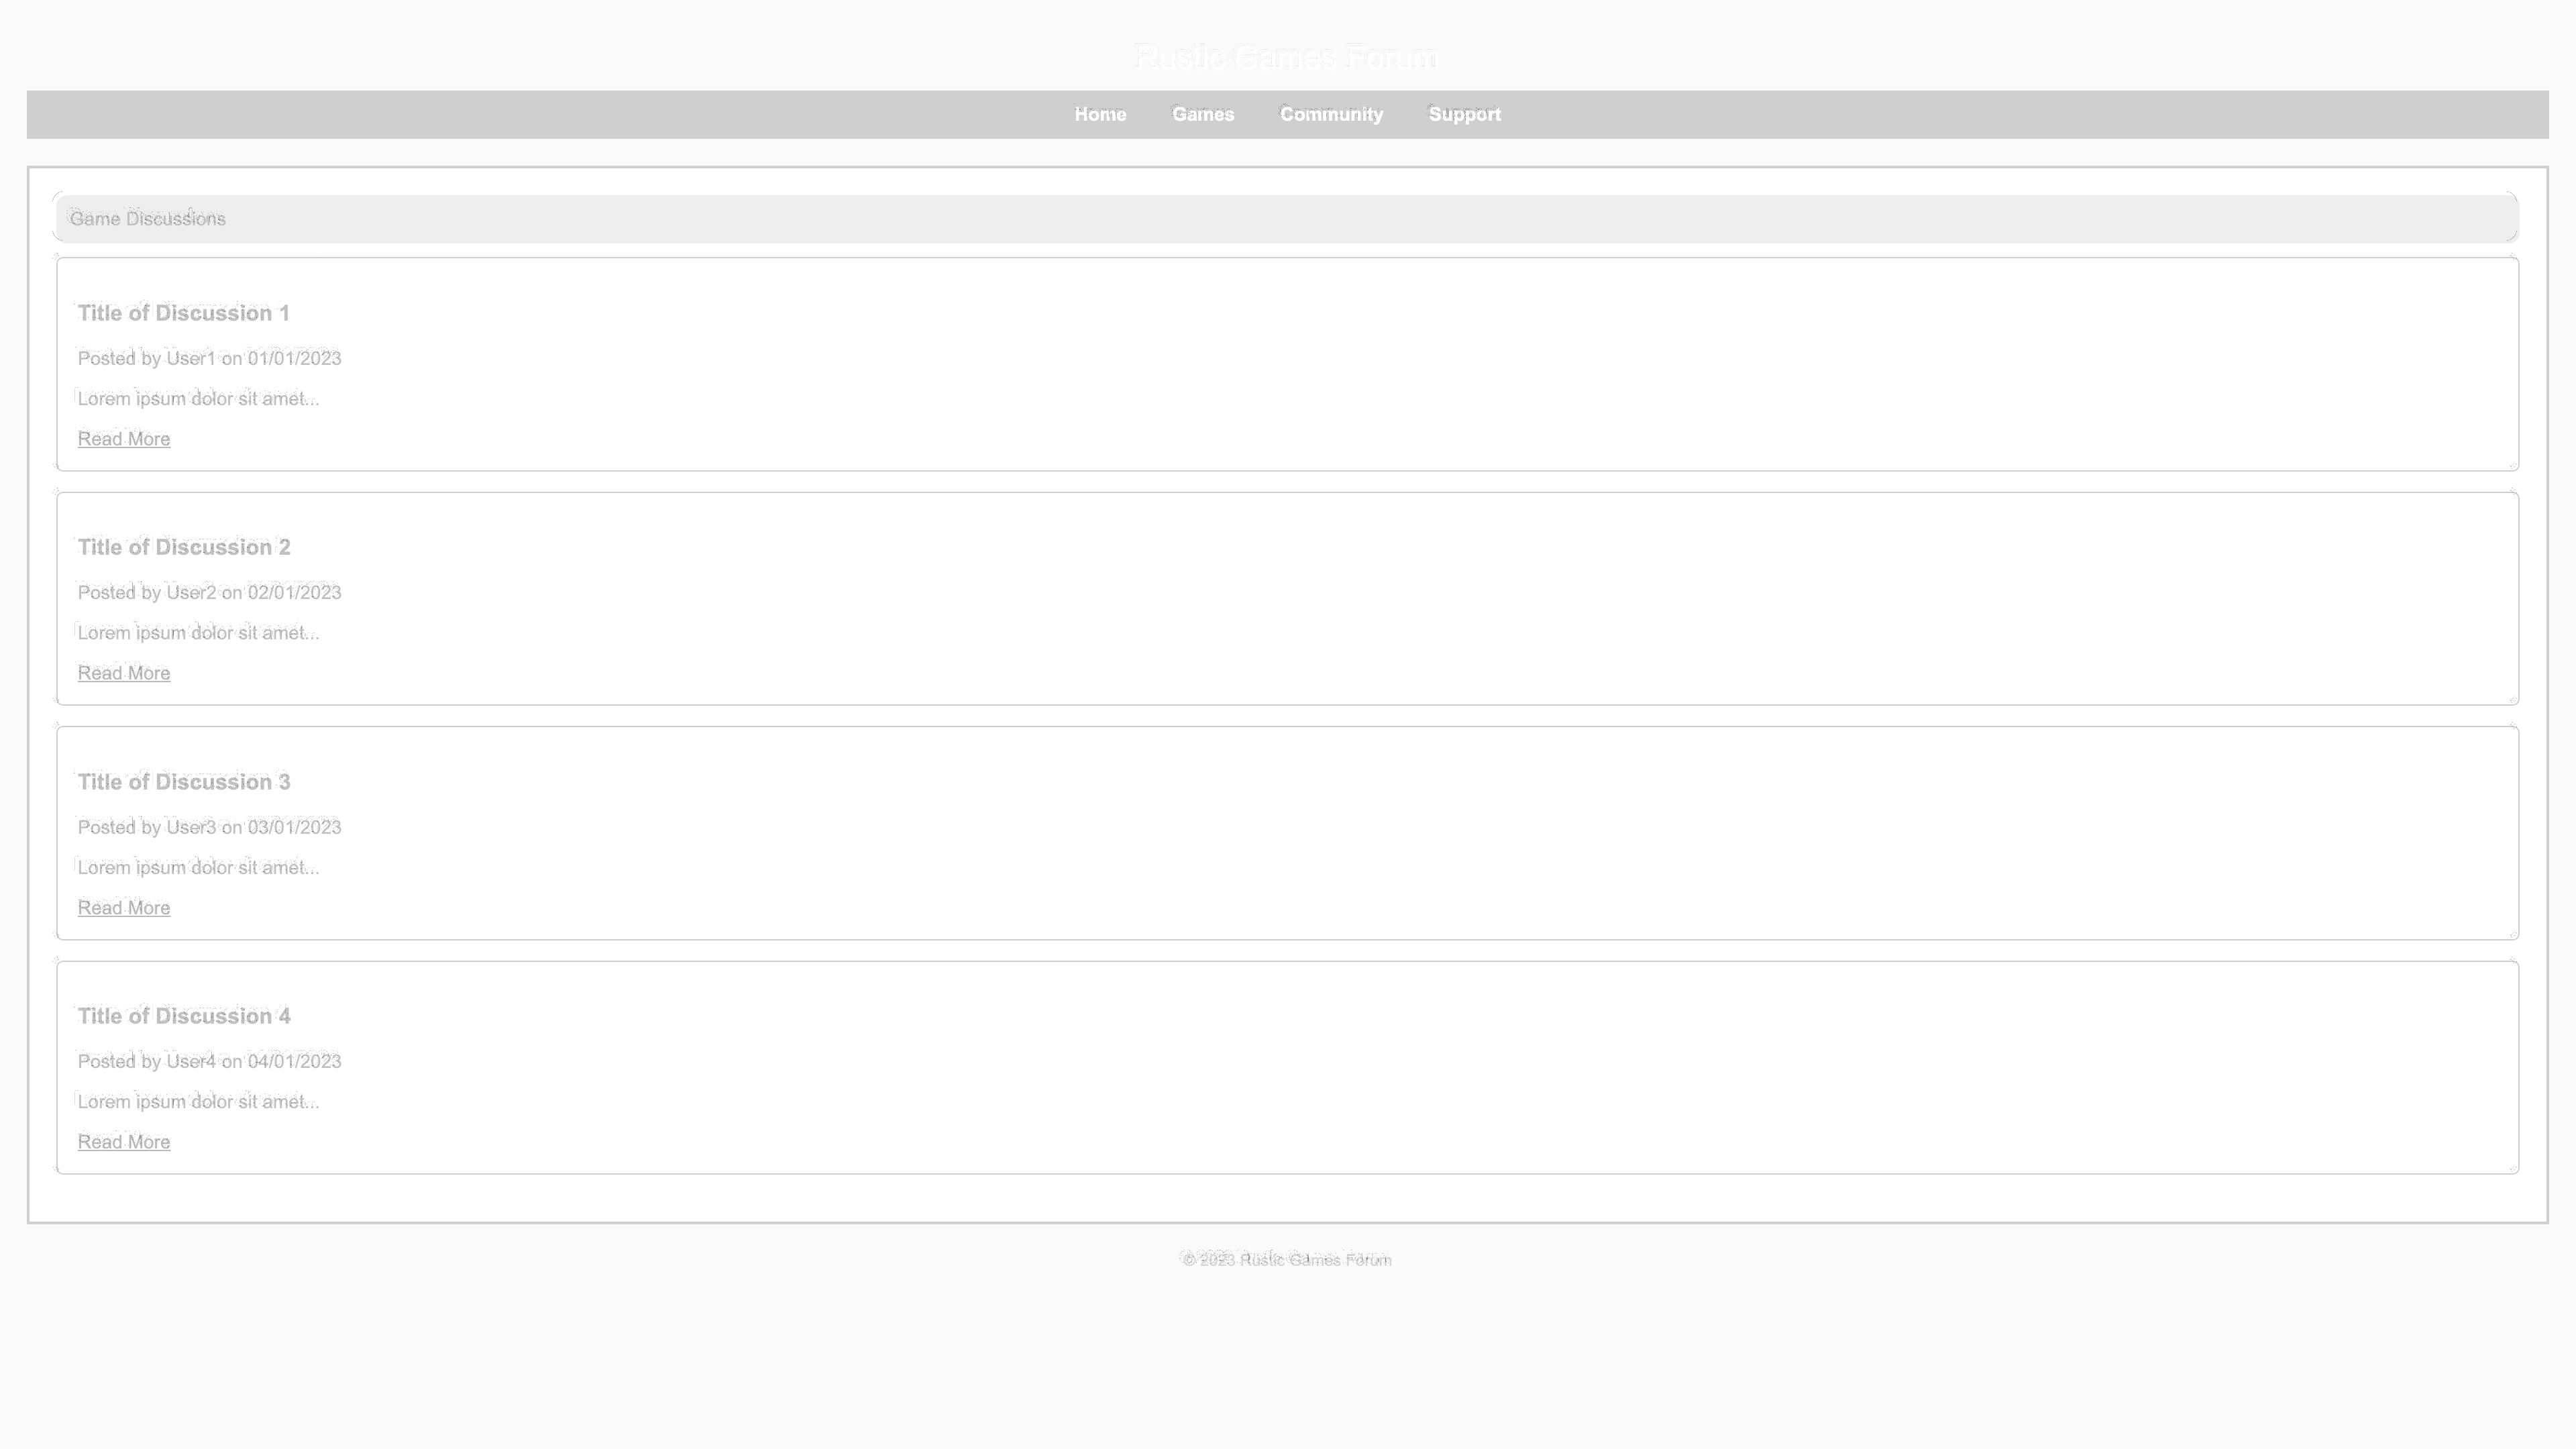 Rustic Games Forum
Home Games Community Support
Game Discussions
Title of Discussion 1
Posted by User1 on 01/01/2023
Lorem ipsum dolor sit amet...
Read More
Title of Discussion 2
Posted by User2 on 02/01/2023
Lorem ipsum dolor sit amet...
Read More
Title of Discussion 3
Posted by User3 on 03/01/2023
Lorem ipsum dolor sit amet...
Read More
Title of Discussion 4
Posted by User4 on 04/01/2023
Lorem ipsum dolor sit amet...
Read More
© 2023 Rustic Games Forum